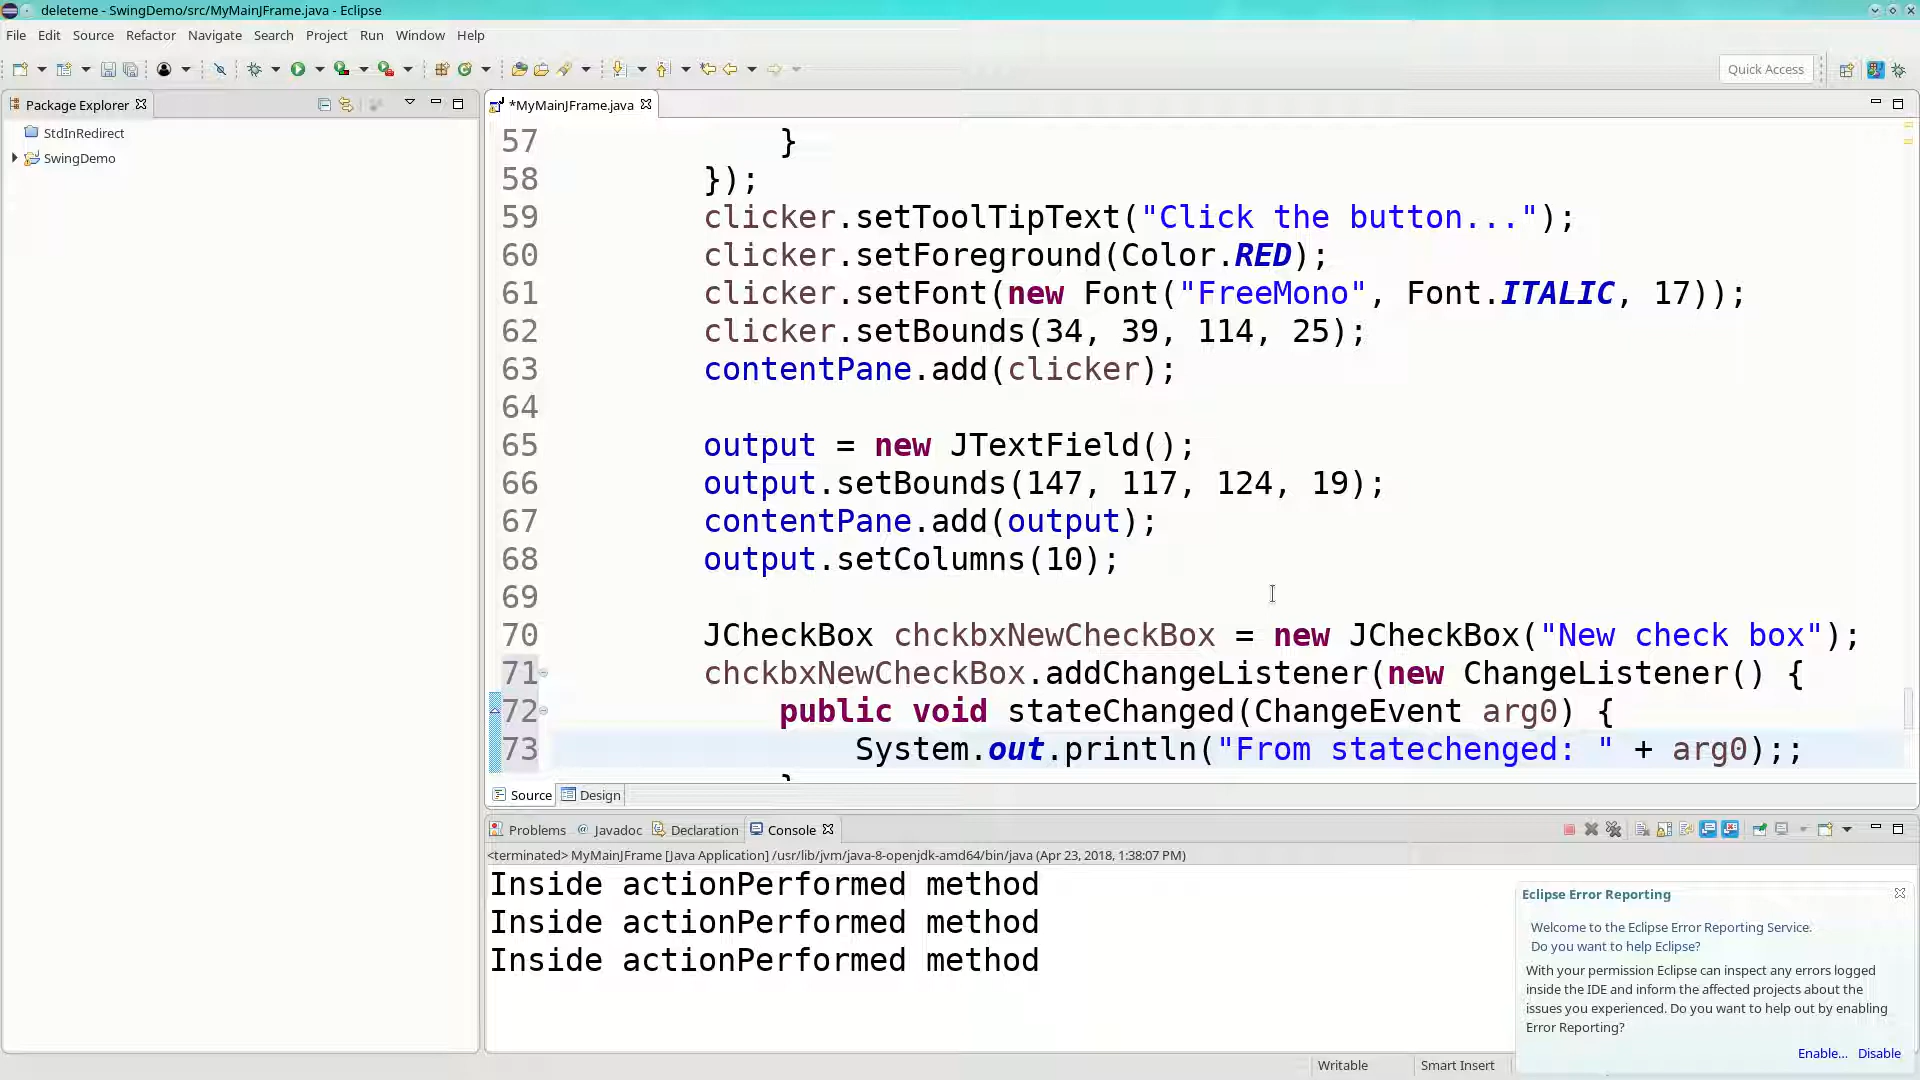 deleteme - SwingDemo/src/MyMainJFrame.java - Eclipse
File Edit Source Refactor Navigate Search Project Run Window Help
Quick Access
Package Explorer
StdInRedirect
SwingDemo
*MyMainJFrame.java
57 }
58 });
59 clicker.setToolTipText("Click the button...");
60 clicker.setForeground(Color.RED);
61 clicker.setFont(new Font("FreeMono", Font.ITALIC, 17));
62 clicker.setBounds(34, 39, 114, 25);
63 contentPane.add(clicker);
64
65 output = new JTextField();
66 output.setBounds(147, 117, 124, 19);
67 contentPane.add(output);
68 output.setColumns(10);
69
70 JCheckBox chckbxNewCheckBox = new JCheckBox("New check box");
71 chckbxNewCheckBox.addChangeListener(new ChangeListener() {
72 public void stateChanged(ChangeEvent arg0) {
73 System.out.println("From statechenged: " + arg0);;
Source Design
Problems Javadoc Declaration Console
<terminated> MyMainJFrame [Java Application] /usr/lib/jvm/java-8-openjdk-amd64/bin/java (Apr 23, 2018, 1:38:07 PM)
Inside actionPerformed method
Inside actionPerformed method
Inside actionPerformed method
Eclipse Error Reporting
Welcome to the Eclipse Error Reporting Service.
Do you want to help Eclipse?
With your permission Eclipse can inspect any errors logged
inside the IDE and inform the affected projects about the
issues you experienced. Do you want to help out by enabling
Error Reporting?
Enable... Disable
Writable Smart Insert